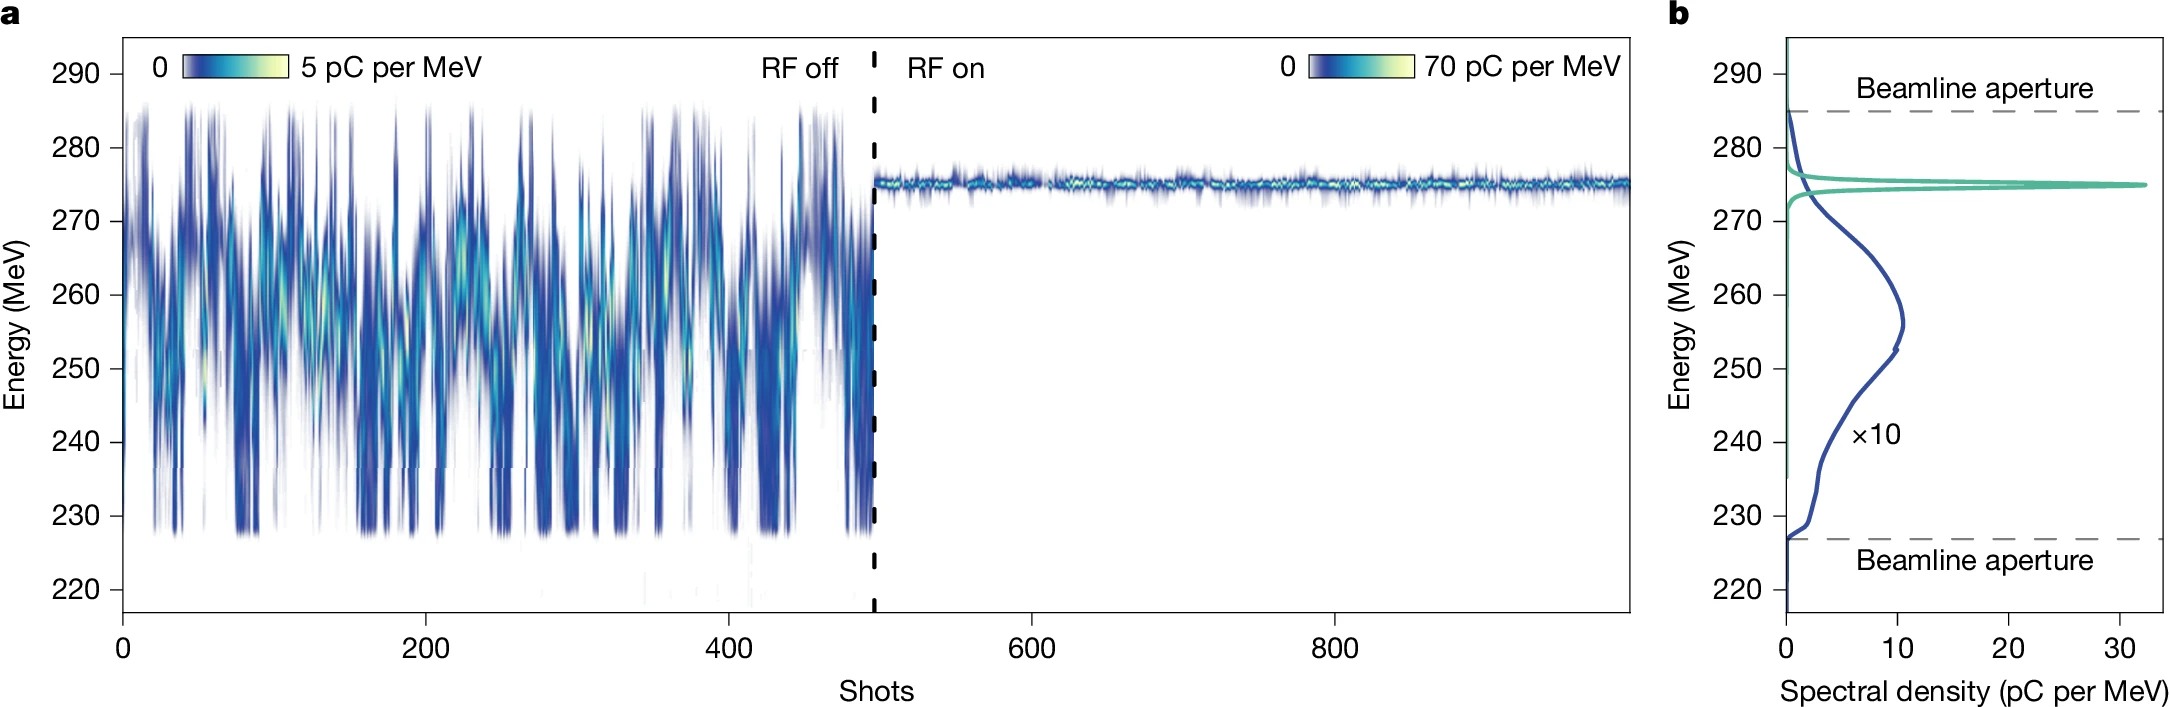 a
0 5 pC per MeV RF off RF on 0 70 pC per MeV
290
280
270
260
250
240
230
220
Energy (MeV)
0 200 400 600 800
Shots
b
290
280
270
260
250
240
230
220
Energy (MeV)
Beamline aperture
×10
Beamline aperture
0 10 20 30
Spectral density (pC per MeV)